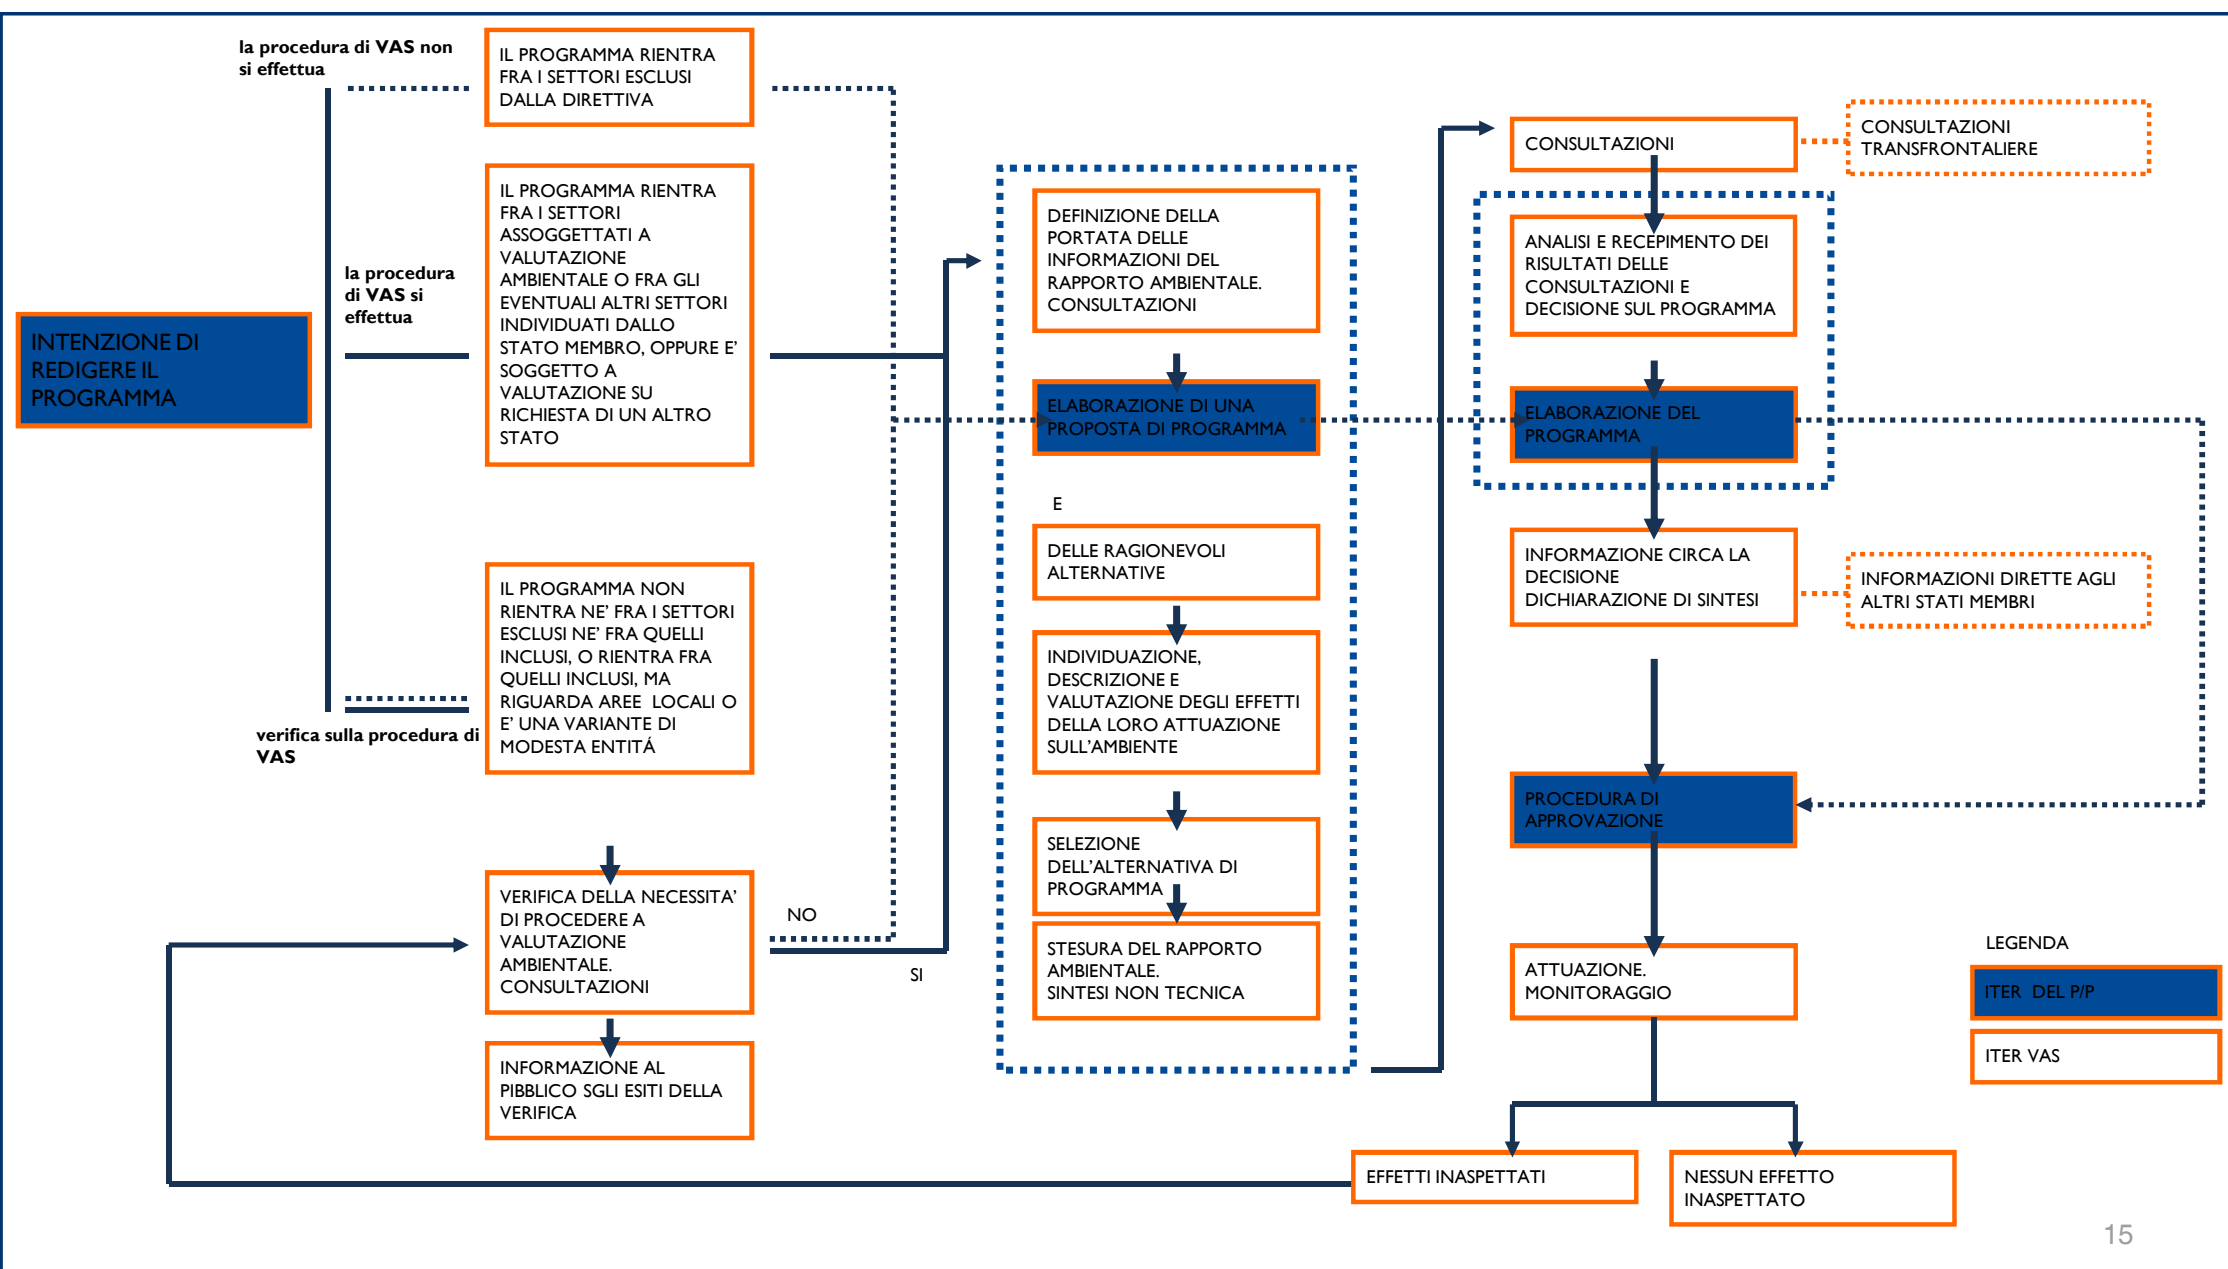 la procedura di VAS non
si effettua
IL PROGRAMMA RIENTRA
FRA I SETTORI ESCLUSI
DALLA DIRETTIVA
la procedura
di VAS si
effettua
IL PROGRAMMA RIENTRA
FRA I SETTORI
ASSOGGETTATI A
VALUTAZIONE
AMBIENTALE O FRA GLI
EVENTUALI ALTRI SETTORI
INDIVIDUATI DALLO
STATO MEMBRO, OPPURE E'
SOGGETTO A
VALUTAZIONE SU
RICHIESTA DI UN ALTRO
STATO
INTENZIONE DI
REDIGERE IL
PROGRAMMA
IL PROGRAMMA NON
RIENTRA NE' FRA I SETTORI
ESCLUSI NE' FRA QUELLI
INCLUSI, O RIENTRA FRA
QUELLI INCLUSI, MA
RIGUARDA AREE  LOCALI O
E' UNA VARIANTE DI
MODESTA ENTITÁ
verifica sulla procedura di
VAS
VERIFICA DELLA NECESSITA'
DI PROCEDERE A
VALUTAZIONE
AMBIENTALE.
CONSULTAZIONI
NO
SI
INFORMAZIONE AL
PIBBLICO SGLI ESITI DELLA
VERIFICA
DEFINIZIONE DELLA
PORTATA DELLE
INFORMAZIONI DEL
RAPPORTO AMBIENTALE.
CONSULTAZIONI
ELABORAZIONE DI UNA
PROPOSTA DI PROGRAMMA
E
DELLE RAGIONEVOLI
ALTERNATIVE
INDIVIDUAZIONE,
DESCRIZIONE E
VALUTAZIONE DEGLI EFFETTI
DELLA LORO ATTUAZIONE
SULL'AMBIENTE
SELEZIONE
DELL'ALTERNATIVA DI
PROGRAMMA
STESURA DEL RAPPORTO
AMBIENTALE.
SINTESI NON TECNICA
CONSULTAZIONI
CONSULTAZIONI
TRANSFRONTALIERE
ANALISI E RECEPIMENTO DEI
RISULTATI DELLE
CONSULTAZIONI E
DECISIONE SUL PROGRAMMA
ELABORAZIONE DEL
PROGRAMMA
INFORMAZIONE CIRCA LA
DECISIONE
DICHIARAZIONE DI SINTESI
INFORMAZIONI DIRETTE AGLI
ALTRI STATI MEMBRI
PROCEDURA DI
APPROVAZIONE
ATTUAZIONE.
MONITORAGGIO
EFFETTI INASPETTATI
NESSUN EFFETTO
INASPETTATO
LEGENDA
ITER  DEL P/P
ITER VAS
15